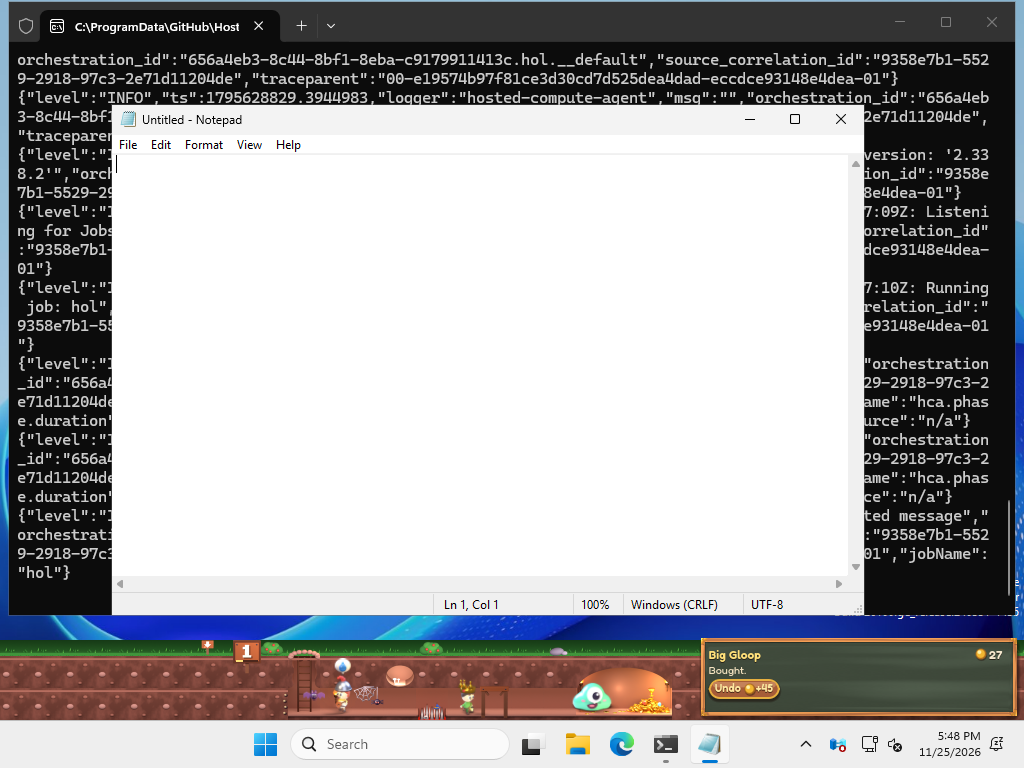 C:\ProgramData\GitHub\Host
orchestration_id":"656a4eb3-8c44-8bf1-8eba-c9179911413c.hol.__default","source_correlation_id":"9358e7b1-552
9-2918-97c3-2e71d11204de","traceparent":"00-e19574b97f81ce3d30cd7d525dea4dad-eccdce93148e4dea-01"}
{"level":"INFO","ts":1795628829.3944983,"logger":"hosted-compute-agent","msg":"","orchestration_id":"656a4eb
3-8c44-8bf1
2e71d11204de",
"traceparen
{"level":"I
version: '2.33
8.2'","orch
ion_id":"9358e
7b1-5529-29
8e4dea-01"}
{"level":"I
7:09Z: Listeni
ng for Jobs
orrelation_id"
:"9358e7b1-
dce93148e4dea-
01"}
{"level":"I
7:10Z: Running
job: hol",
relation_id":"
9358e7b1-55
e93148e4dea-01
"}
{"level":"I
"orchestration
_id":"656a4
29-2918-97c3-2
e71d11204de
ame":"hca.phas
e.duration"
urce":"n/a"}
{"level":"I
"orchestration
_id":"656a4
29-2918-97c3-2
e71d11204de
ame":"hca.phas
e.duration"
ce":"n/a"}
{"level":"I
ted message","
orchestrati
:"9358e7b1-552
9-2918-97c3
01","jobName":
"hol"}
Untitled - Notepad
File Edit Format View Help
Ln 1, Col 1
100%
Windows (CRLF)
UTF-8
1
Big Gloop
27
Bought.
Undo +45
Search
5:48 PM
11/25/2026